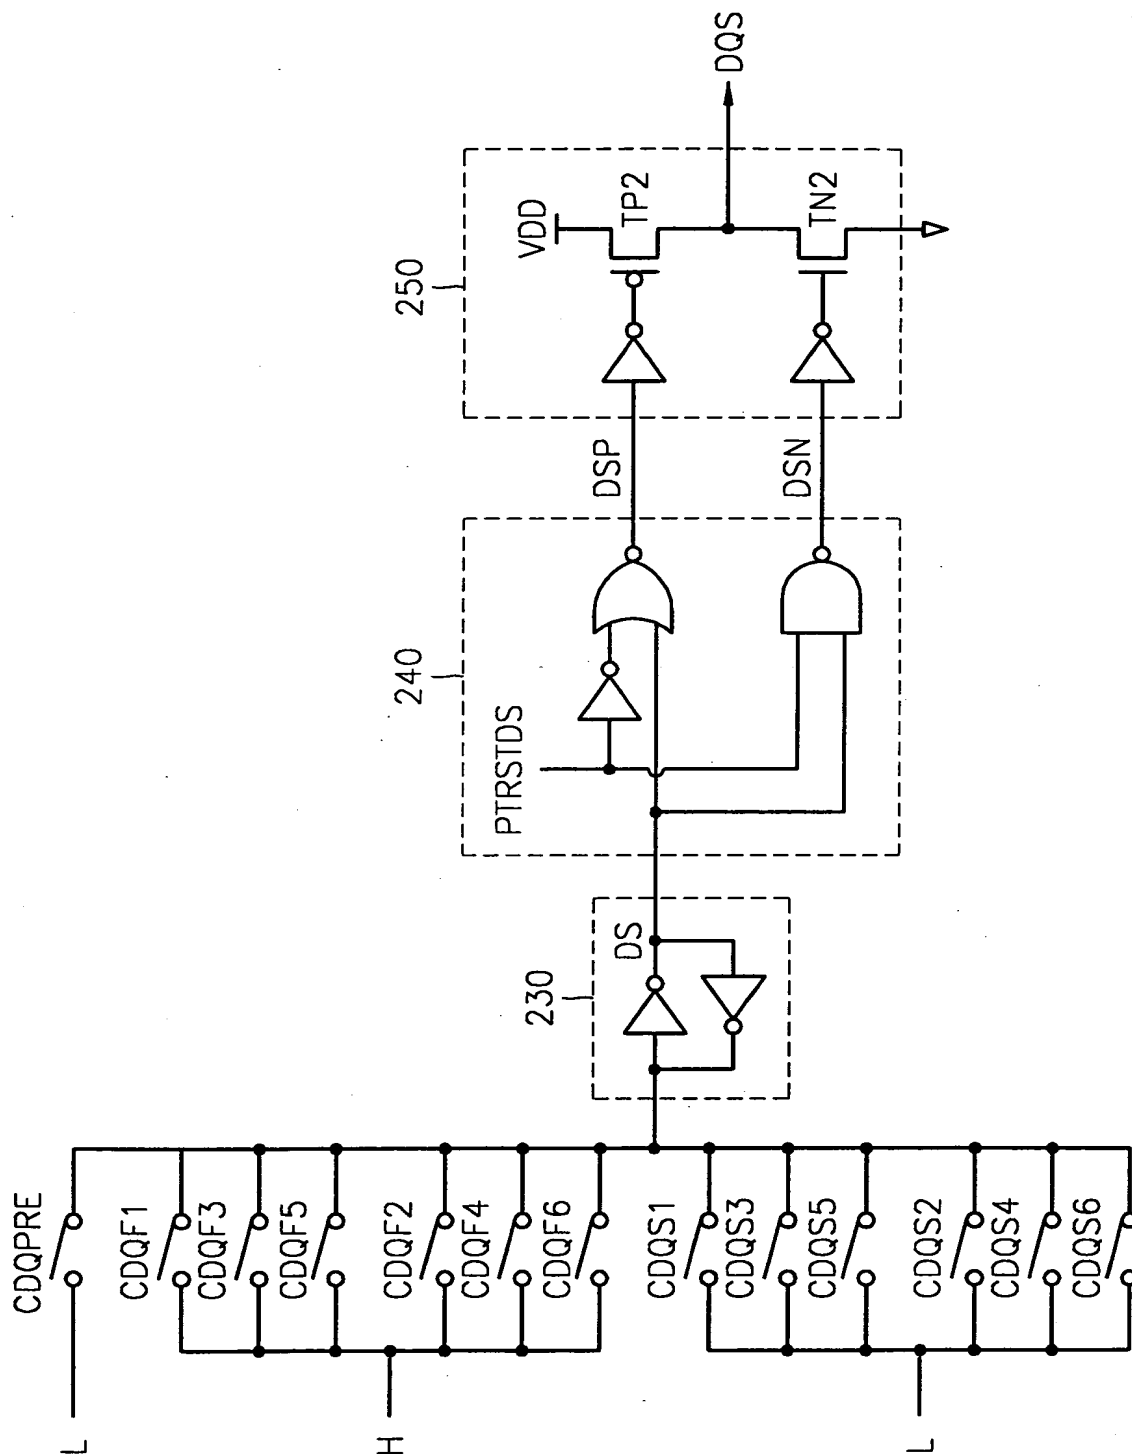 L
CDQPRE
CDQF1
CDQF3
CDQF5
H
CDQF2
CDQF4
CDQF6
CDQS1
CDQS3
CDQS5
L
CDQS2
CDQS4
CDQS6
230
DS
240
PTRSTDS
DSP
DSN
250
VDD
TP2
TN2
DQS